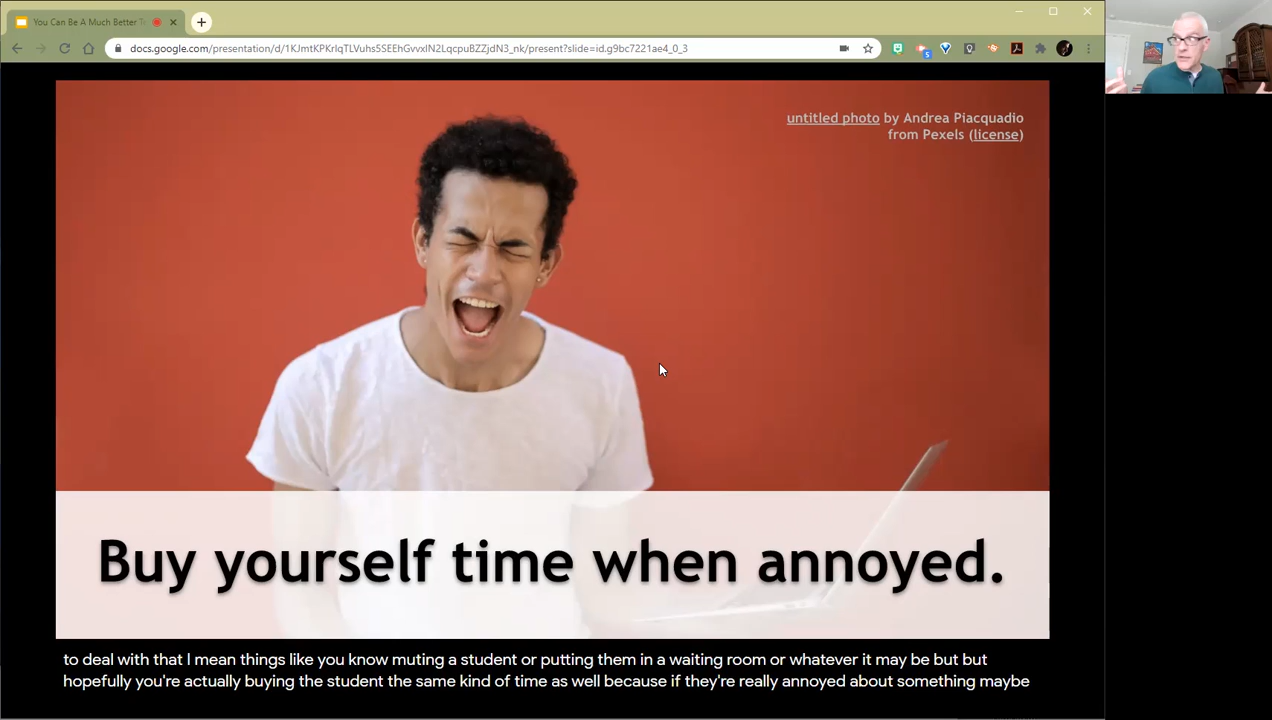 You Can Be A Much Better To
docs.google.com/presentation/d/1KJmtKPKrlqTLVuhs5SEEhGvvxlN2LqcpuBZZjdN3_nk/present?slide=id.g9bc7221ae4_0_3
untitled photo by Andrea Piacquadio
from Pexels (license)
Buy yourself time when annoyed.
to deal with that I mean things like you know muting a student or putting them in a waiting room or whatever it may be but but
hopefully you're actually buying the student the same kind of time as well because if they're really annoyed about something maybe